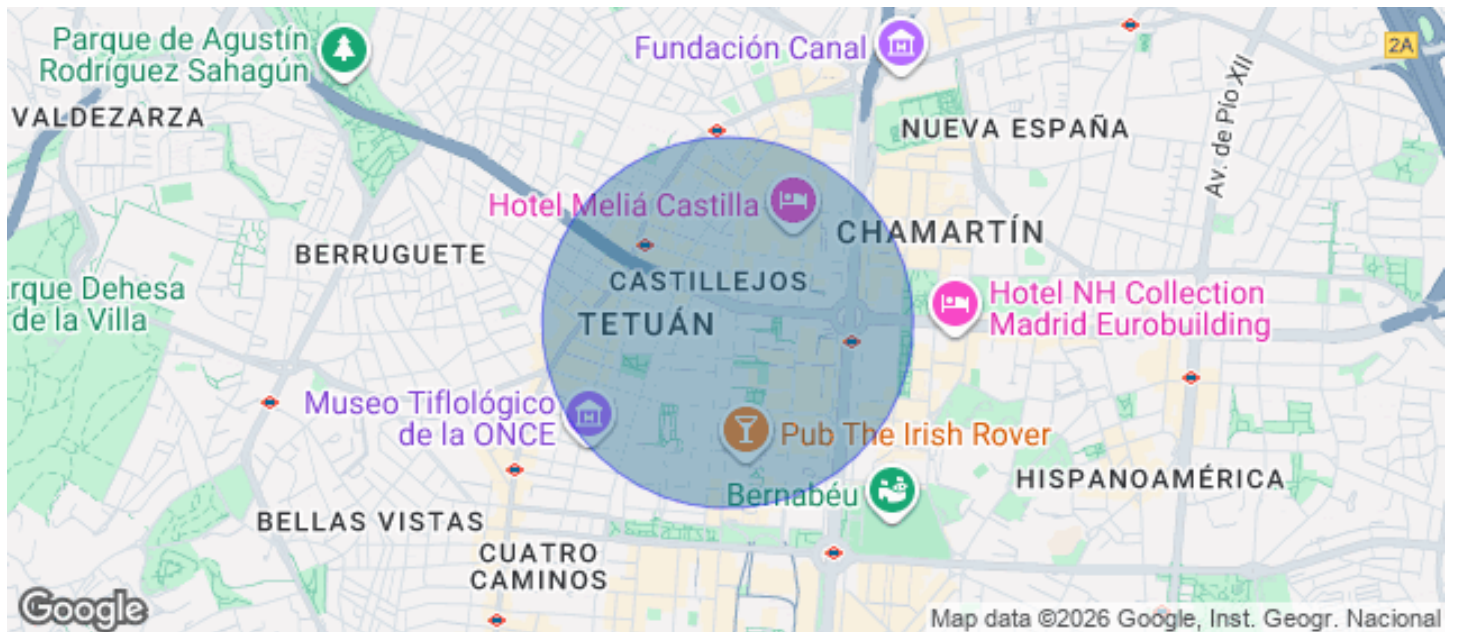 Parque de Agustín
Rodríguez Sahagún
Fundación Canal
2A
VALDEZARZA
NUEVA ESPAÑA
Av. de Pío XII
Hotel Meliá Castilla
CHAMARTÍN
BERRUGUETE
CASTILLEJOS
rque Dehesa
de la Villa
Hotel NH Collection
Madrid Eurobuilding
TETUÁN
Museo Tiflológico
de la ONCE
Pub The Irish Rover
HISPANOAMÉRICA
Bernabéu
BELLAS VISTAS
CUATRO
CAMINOS
Google
Map data ©2026 Google, Inst. Geogr. Nacional